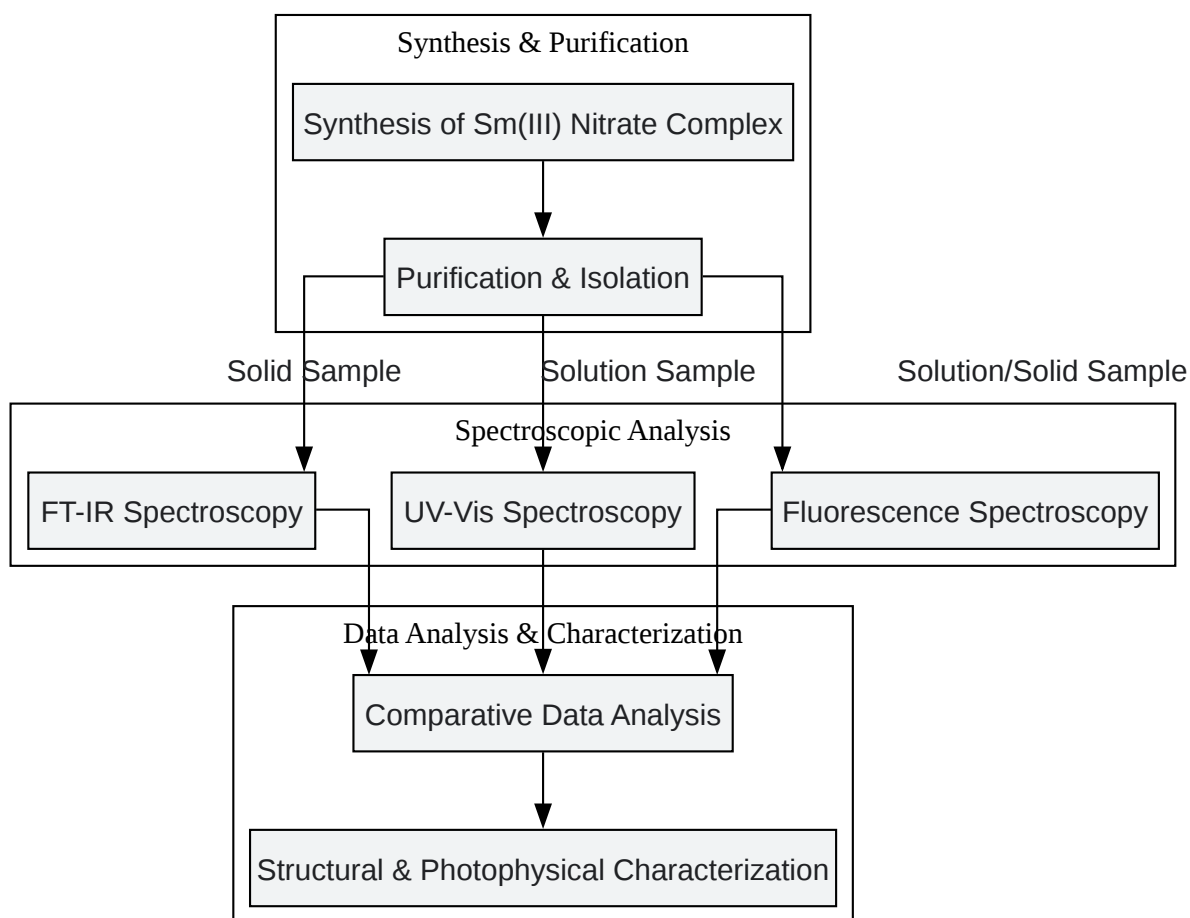 Synthesis & Purification
Synthesis of Sm(III) Nitrate Complex
Purification & Isolation
Solid Sample
Solution Sample
Solution/Solid Sample
Spectroscopic Analysis
FT-IR Spectroscopy
UV-Vis Spectroscopy
Fluorescence Spectroscopy
Data Analysis & Characterization
Comparative Data Analysis
Structural & Photophysical Characterization